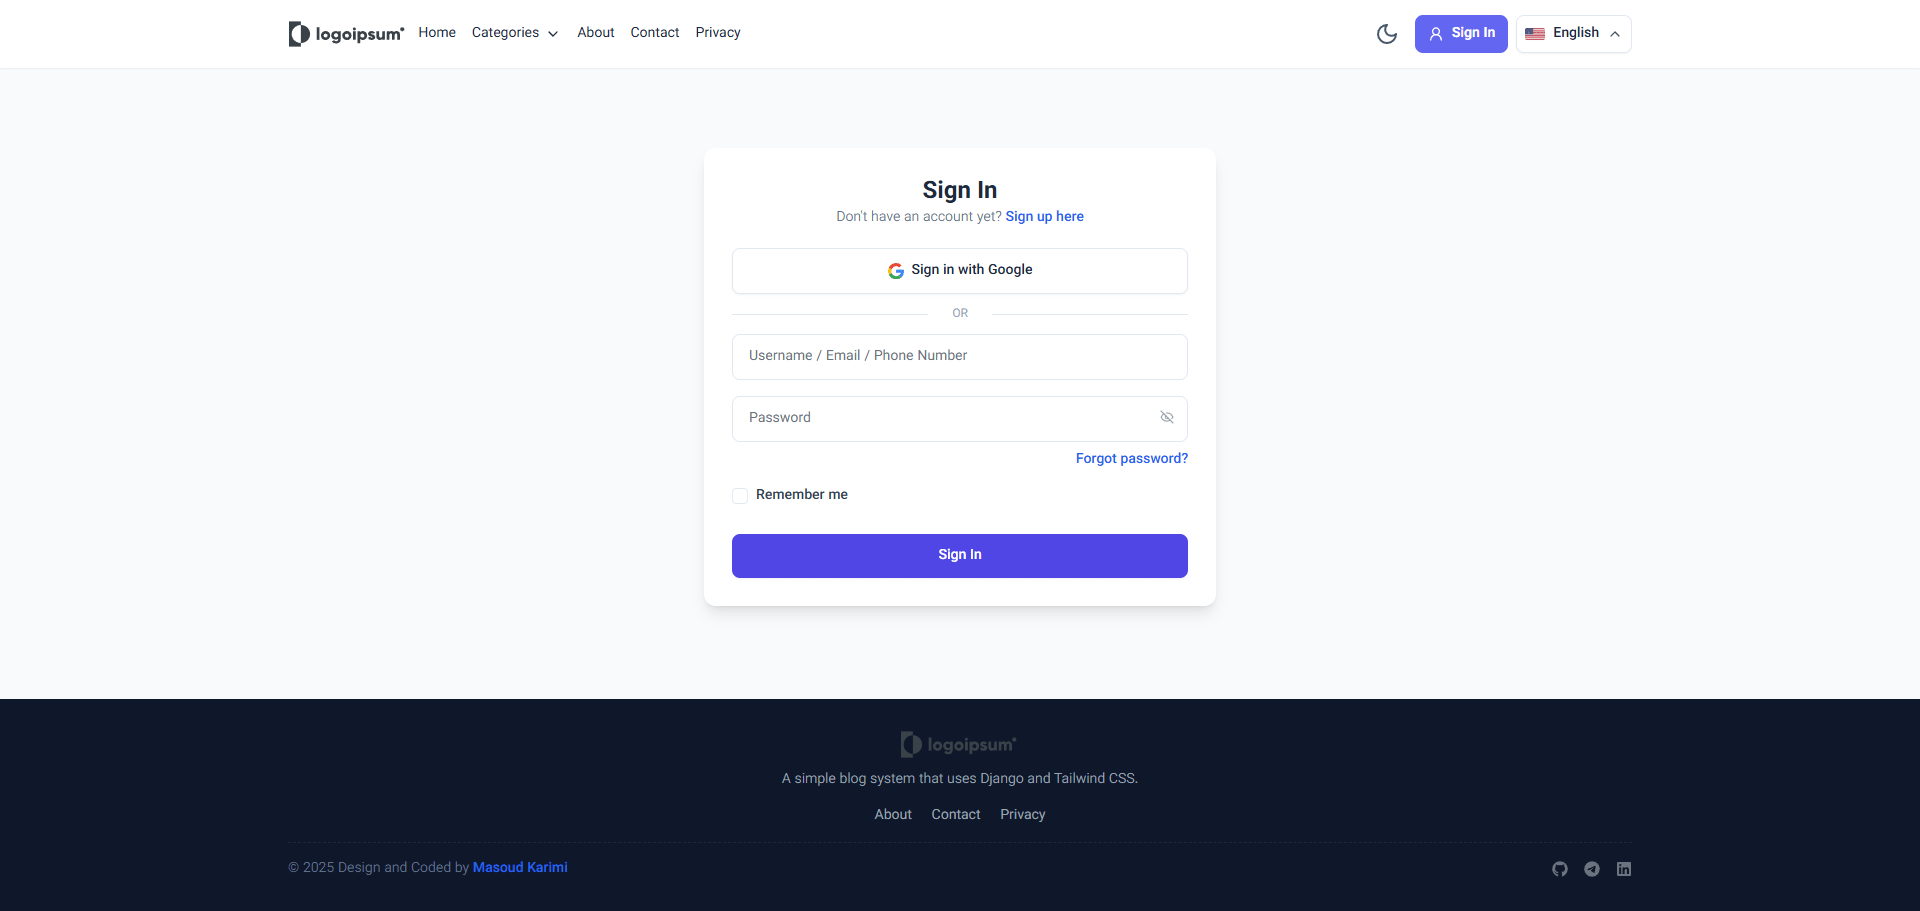 logoipsum Home Categories About Contact Privacy Sign In English
Sign In
Don't have an account yet? Sign up here
Sign in with Google
OR
Username / Email / Phone Number
Password
Forgot password?
Remember me
Sign In
logoipsum
A simple blog system that uses Django and Tailwind CSS.
About Contact Privacy
© 2025 Design and Coded by Masoud Karimi